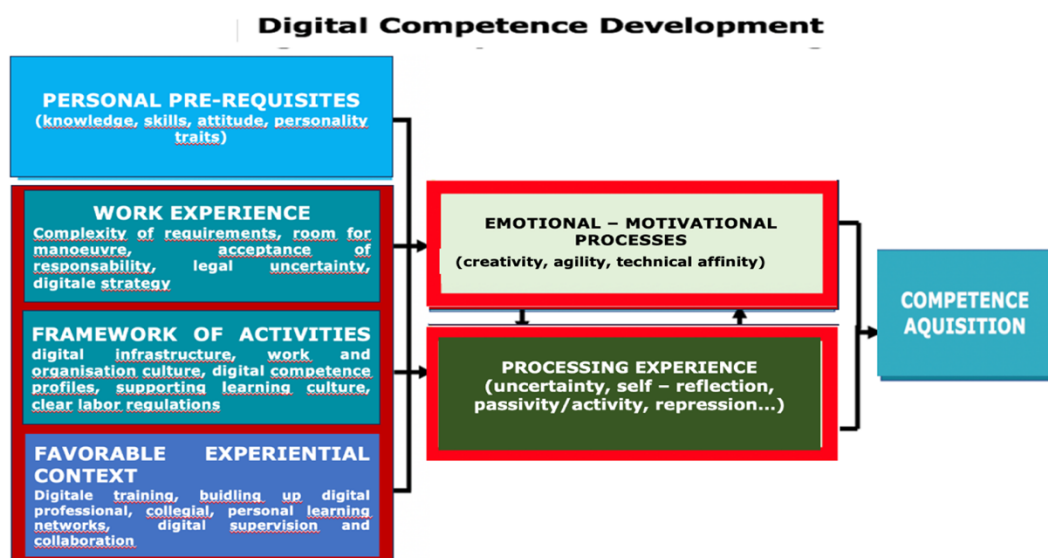 Digital Competence Development
PERSONAL PRE-REQUISITES
(knowledge, skills, attitude, personality
traits)
WORK EXPERIENCE
Complexity of requirements, room for
manoeuvre, acceptance of
responsability, legal uncertainty,
digitale strategy
FRAMEWORK OF ACTIVITIES
digital infrastructure, work and
organisation culture, digital competence
profiles, supporting learning culture,
clear labor regulations
FAVORABLE EXPERIENTIAL
CONTEXT
Digitale training, buidling up digital
professional, collegial, personal learning
networks, digital supervision and
collaboration
EMOTIONAL – MOTIVATIONAL
PROCESSES
(creativity, agility, technical affinity)
PROCESSING EXPERIENCE
(uncertainty, self – reflection,
passivity/activity, repression...)
COMPETENCE
AQUISITION